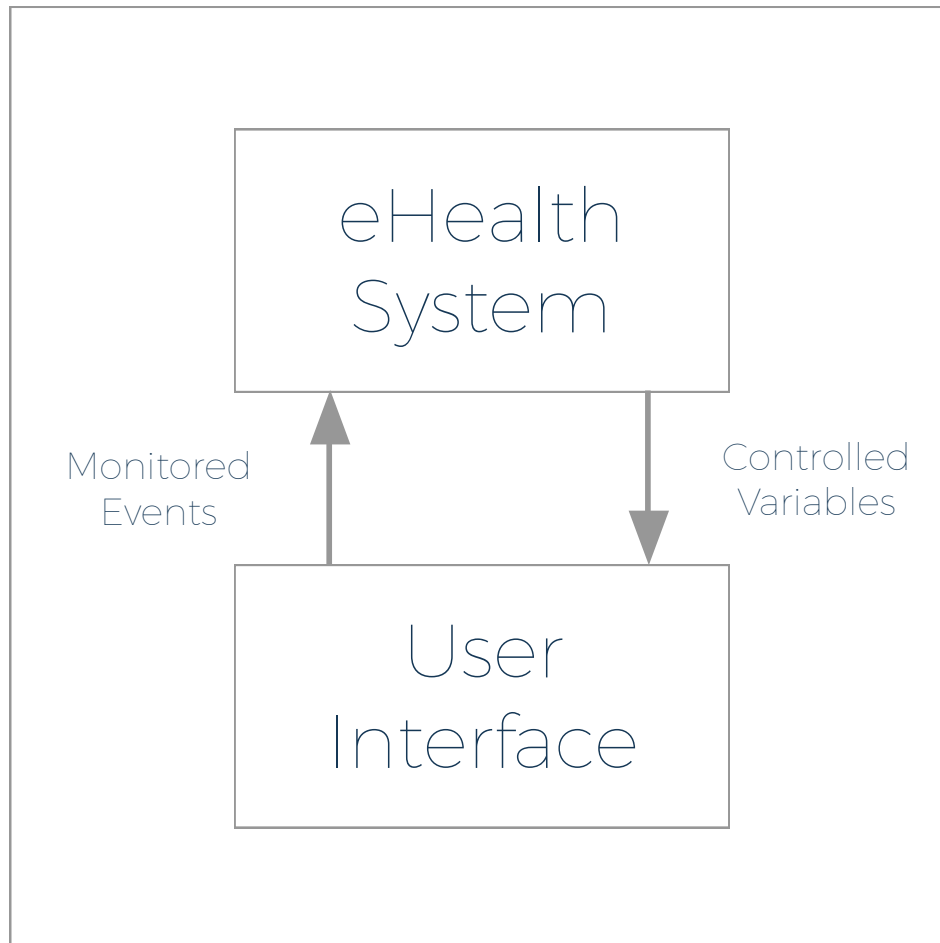 eHealth
System
Monitored
Events
Controlled
Variables
User
Interface